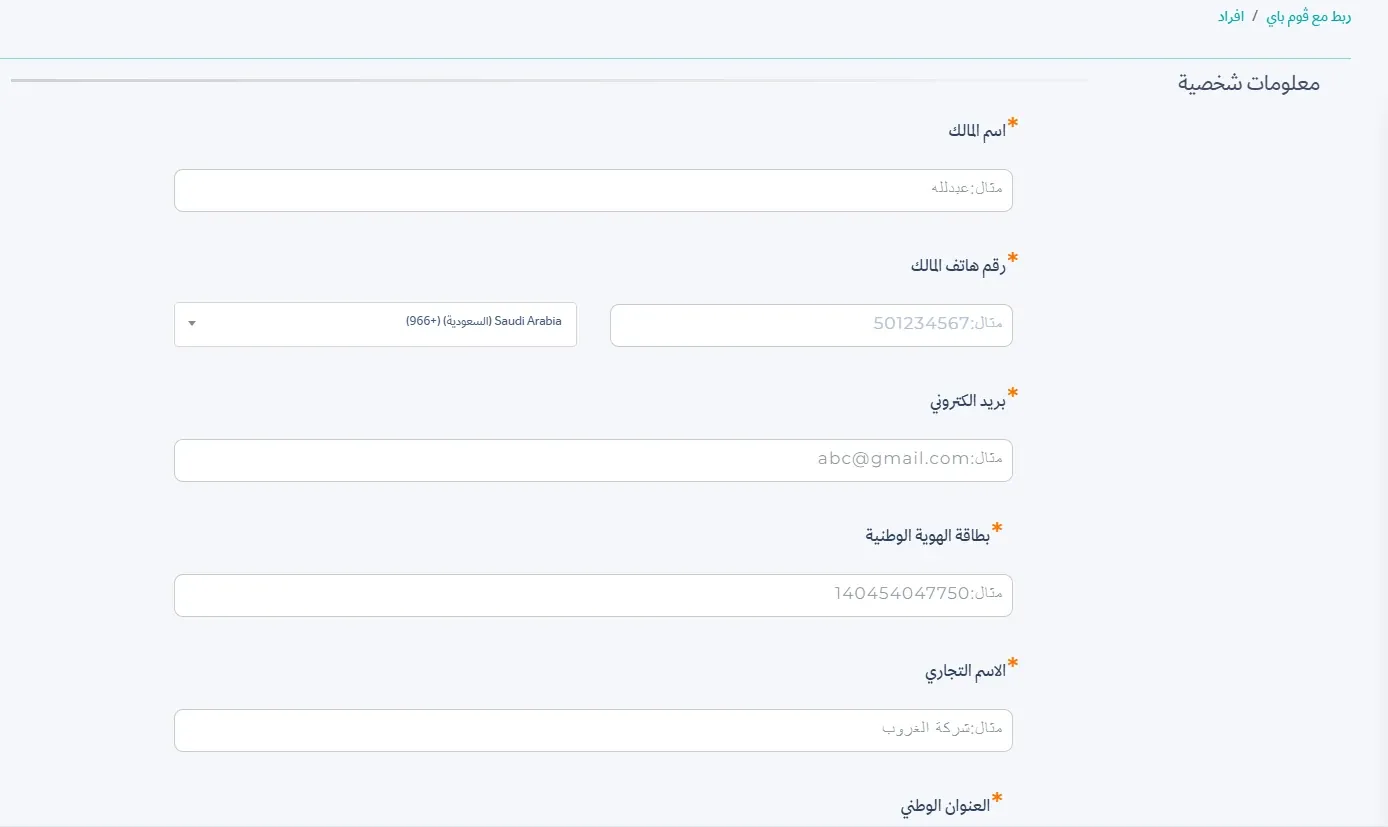 ربط مع ڤوم باي / افراد
معلومات شخصية
*اسم المالك
مثال:عبدلله
*رقم هاتف المالك
مثال:501234567
Saudi Arabia (السعودية) (+966)
*بريد الكتروني
مثال:abc@gmail.com
*بطاقة الهوية الوطنية
مثال:140454047750
*الاسم التجاري
مثال:شركة الغروب
*العنوان الوطني